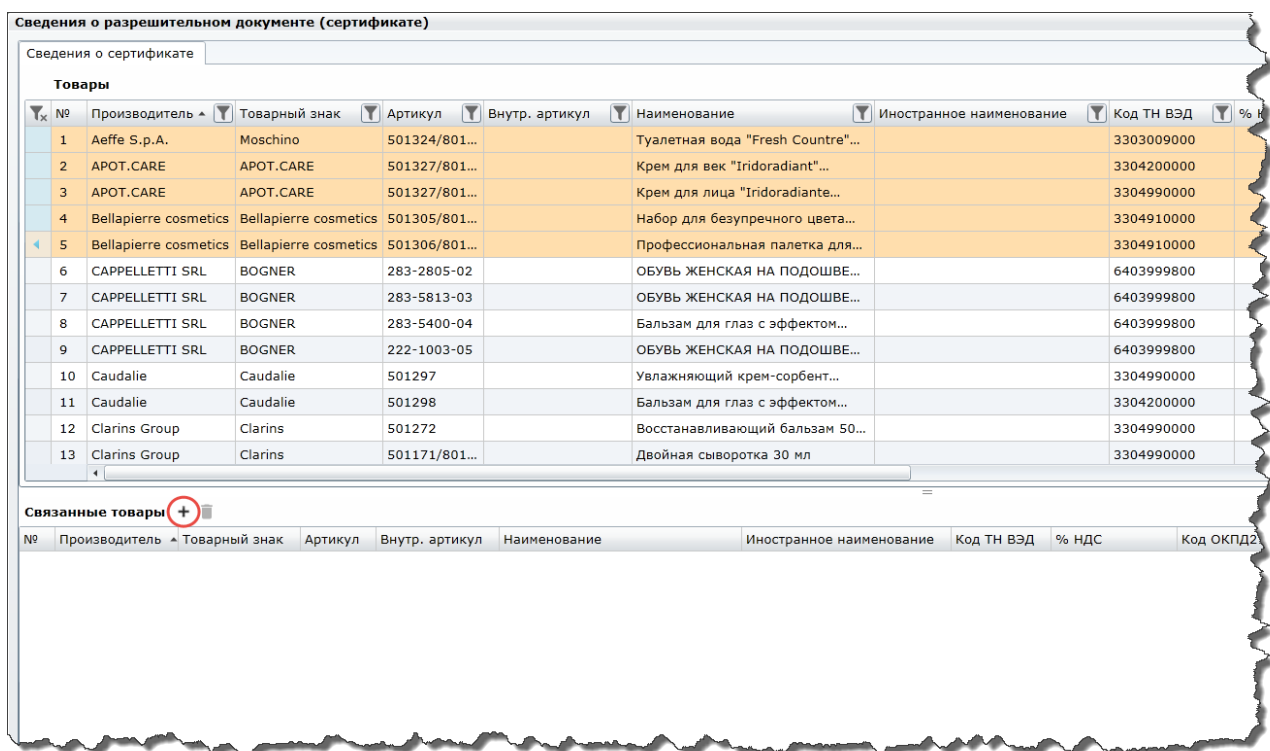 Сведения о разрешительном документе (сертификате)
Сведения о сертификате
Товары
№ Производитель Товарный знак Артикул Внутр. артикул Наименование Иностранное наименование Код ТН ВЭД %
1 Aeffe S.p.A. Moschino 501324/801... Туалетная вода "Fresh Countre"... 3303009000
2 APOT.CARE APOT.CARE 501327/801... Крем для век "Iridoradiant"... 3304200000
3 APOT.CARE APOT.CARE 501327/801... Крем для лица "Iridoradiante... 3304990000
4 Bellapierre cosmetics Bellapierre cosmetics 501305/801... Набор для безупречного цвета... 3304910000
5 Bellapierre cosmetics Bellapierre cosmetics 501306/801... Профессиональная палетка для... 3304910000
6 CAPPELLETTI SRL BOGNER 283-2805-02 ОБУВЬ ЖЕНСКАЯ НА ПОДОШВЕ... 6403999800
7 CAPPELLETTI SRL BOGNER 283-5813-03 ОБУВЬ ЖЕНСКАЯ НА ПОДОШВЕ... 6403999800
8 CAPPELLETTI SRL BOGNER 283-5400-04 Бальзам для глаз с эффектом... 6403999800
9 CAPPELLETTI SRL BOGNER 222-1003-05 ОБУВЬ ЖЕНСКАЯ НА ПОДОШВЕ... 6403999800
10 Caudalie Caudalie 501297 Увлажняющий крем-сорбент... 3304990000
11 Caudalie Caudalie 501298 Бальзам для глаз с эффектом... 3304200000
12 Clarins Group Clarins 501272 Восстанавливающий бальзам 50... 3304990000
13 Clarins Group Clarins 501171/801... Двойная сыворотка 30 мл 3304990000
Связанные товары
№ Производитель Товарный знак Артикул Внутр. артикул Наименование Иностранное наименование Код ТН ВЭД % НДС Код ОКПД2